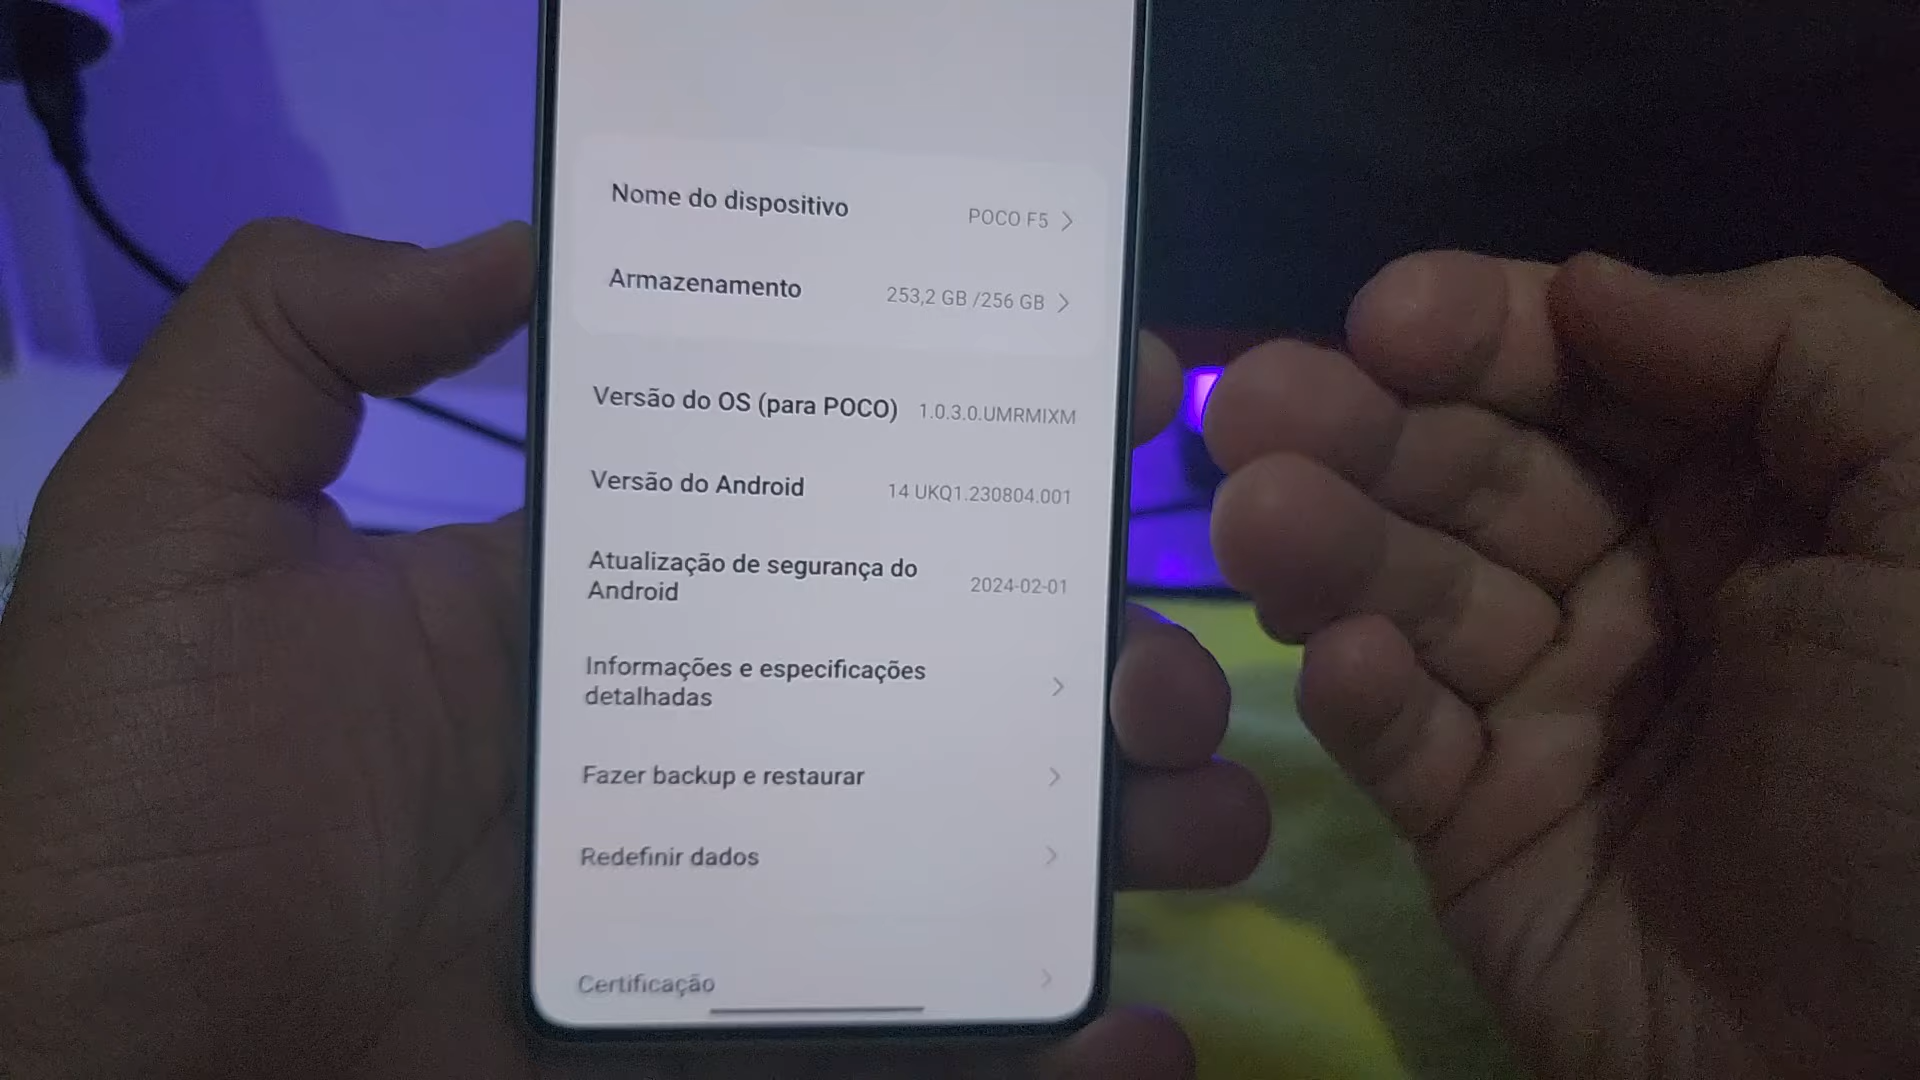 Nome do dispositivo
POCO F5
Armazenamento
253,2 GB /256 GB
Versão do OS (para POCO)
1.0.3.0.UMRMIXM
Versão do Android
14 UKQ1.230804.001
Atualização de segurança do
Android
2024-02-01
Informações e especificações
detalhadas
Fazer backup e restaurar
Redefinir dados
Certificação